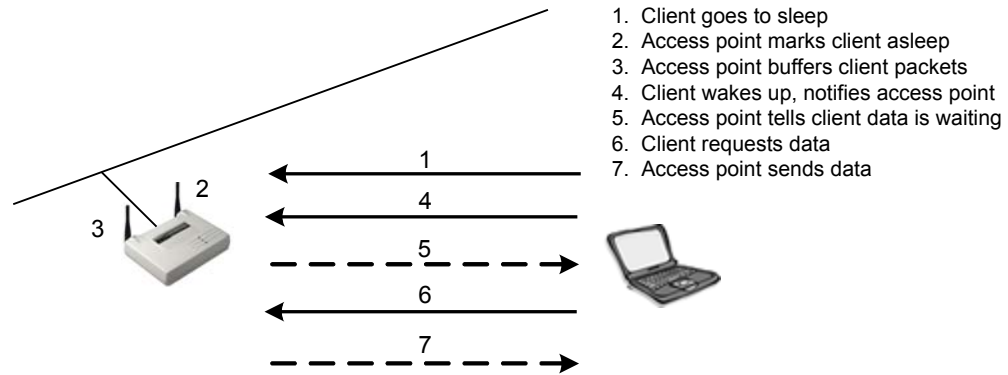 1. Client goes to sleep
2. Access point marks client asleep
3. Access point buffers client packets
4. Client wakes up, notifies access point
5. Access point tells client data is waiting
6. Client requests data
7. Access point sends data
1
2
3
4
5
6
7